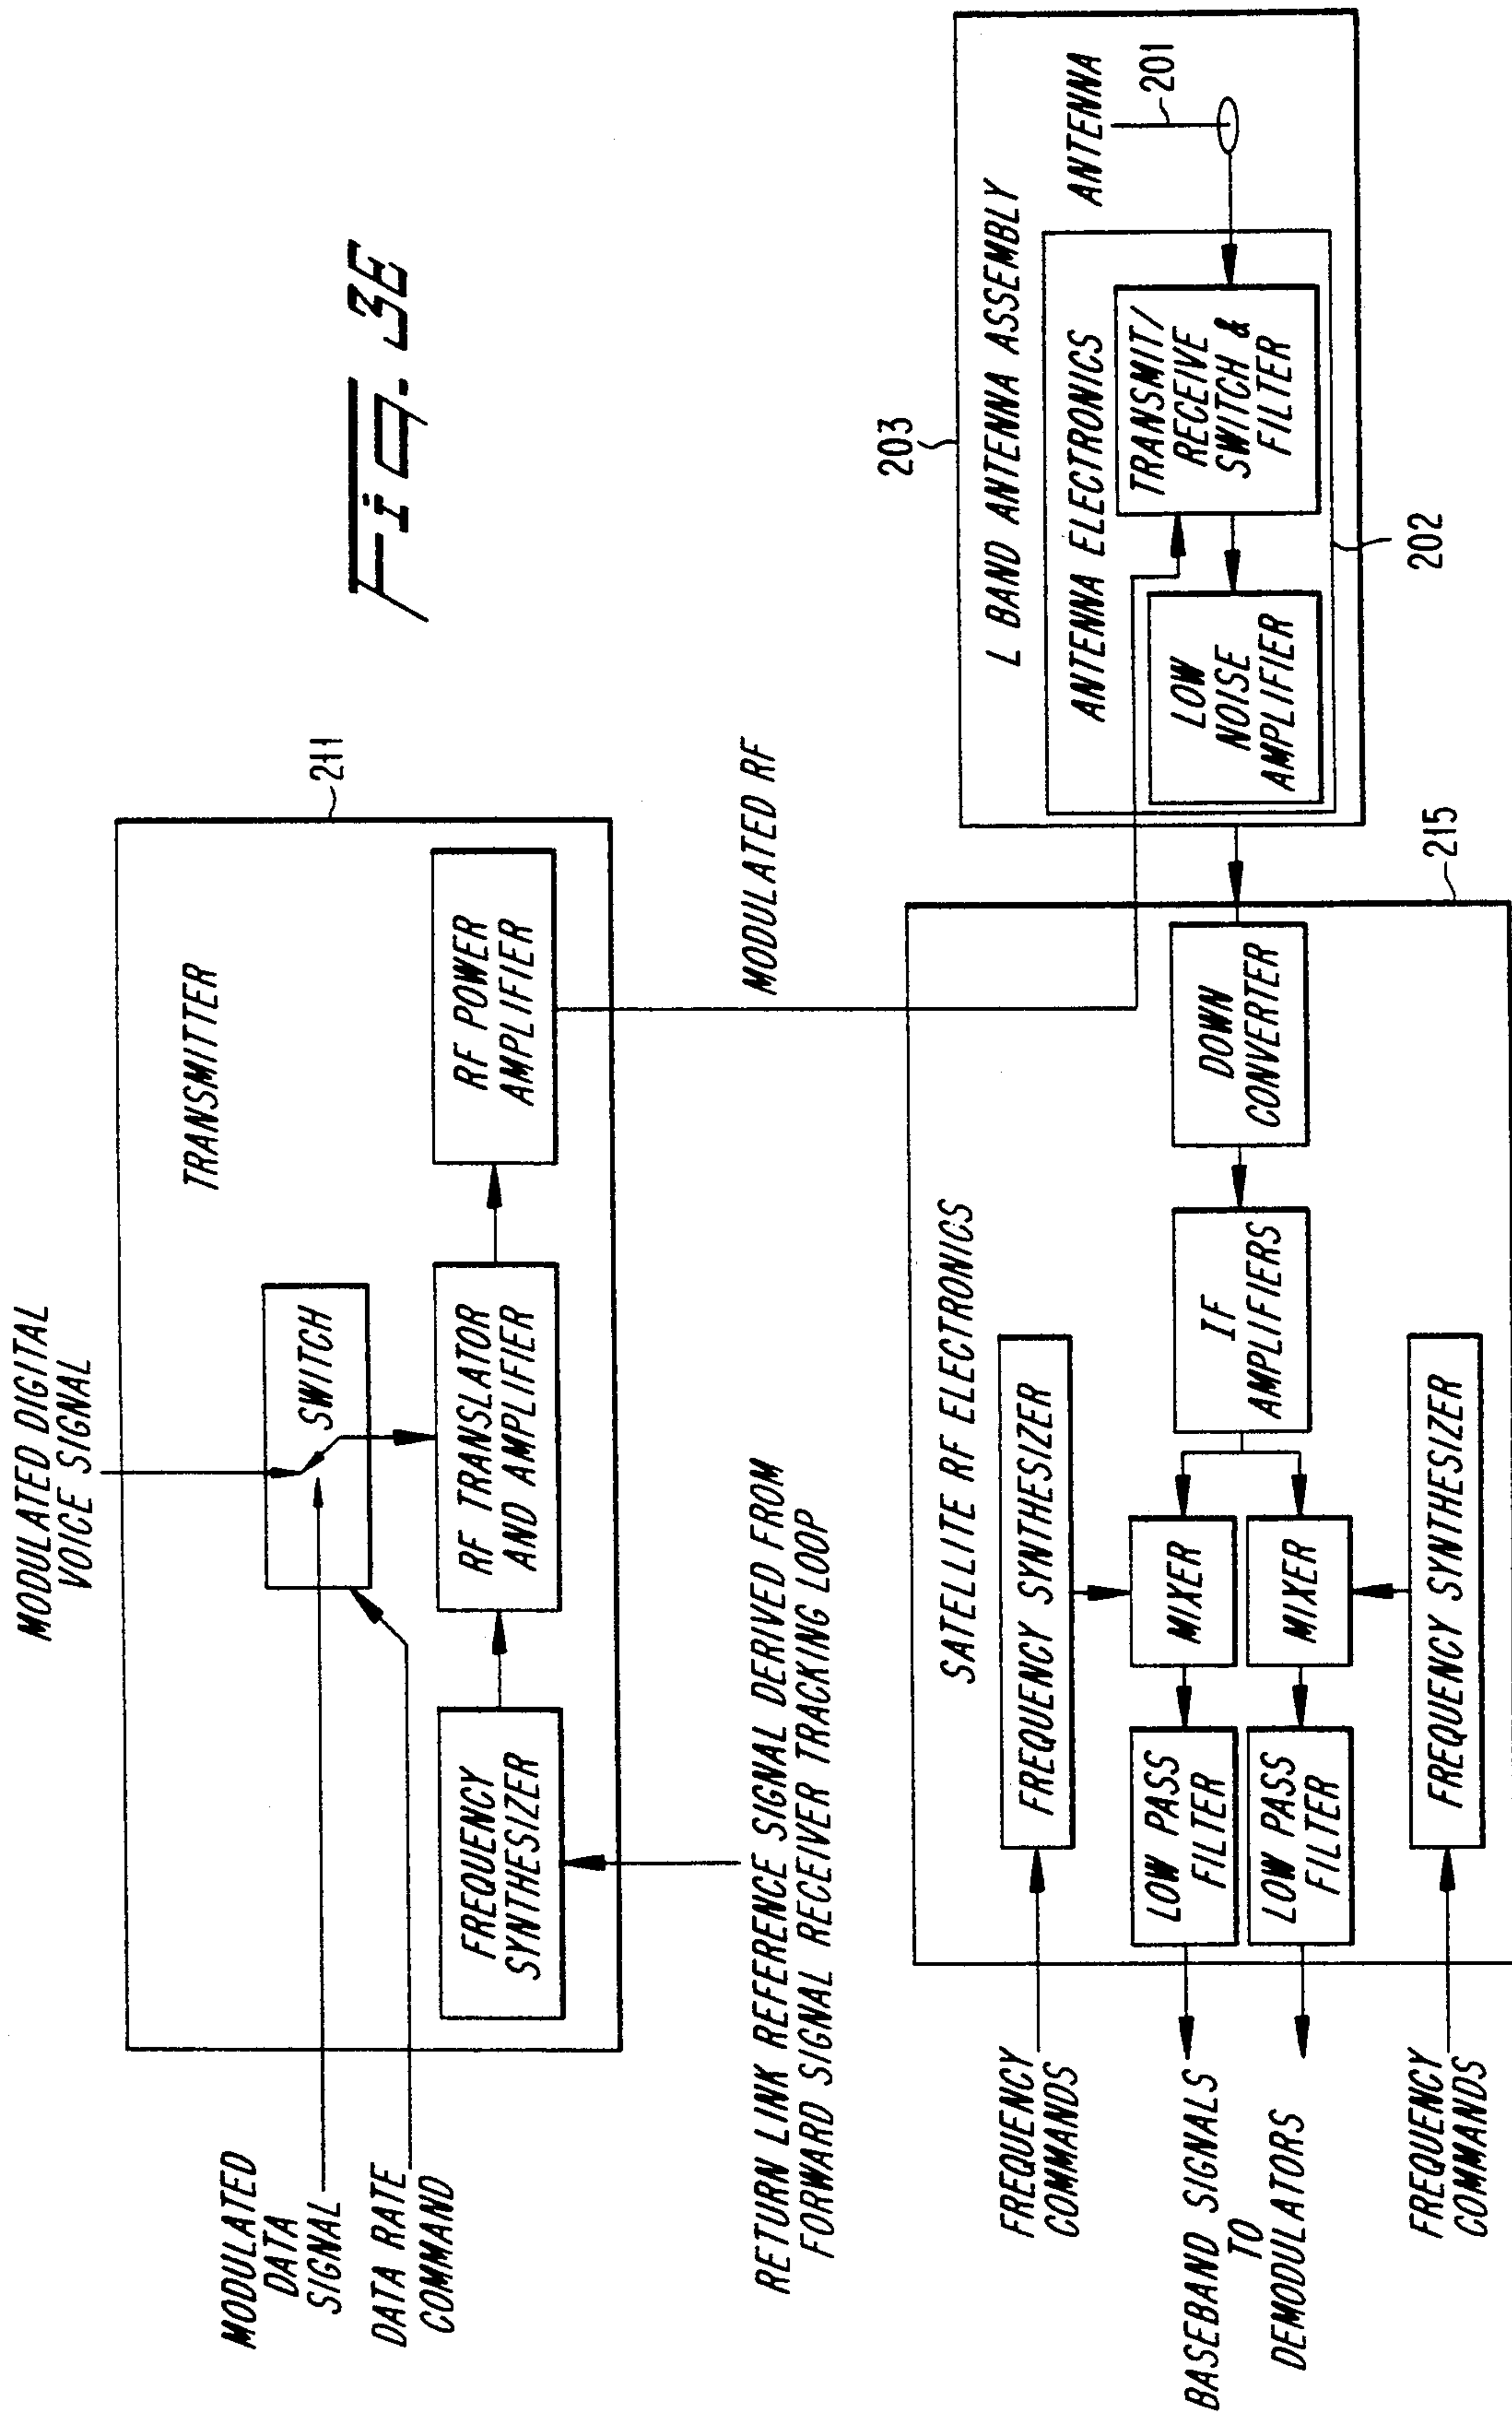 Fig. 3E
MODULATED DIGITAL
VOICE SIGNAL
TRANSMITTER
211
SWITCH
MODULATED
DATA
SIGNAL
DATA RATE
COMMAND
FREQUENCY
SYNTHESIZER
RF TRANSLATOR
AND AMPLIFIER
RF POWER
AMPLIFIER
RETURN LINK REFERENCE SIGNAL DERIVED FROM
FORWARD SIGNAL RECEIVER TRACKING LOOP
MODULATED RF
203
L BAND ANTENNA ASSEMBLY
ANTENNA
201
ANTENNA ELECTRONICS
TRANSMIT/
RECEIVE
SWITCH &
FILTER
LOW
NOISE
AMPLIFIER
202
SATELLITE RF ELECTRONICS
215
FREQUENCY
COMMANDS
FREQUENCY SYNTHESIZER
DOWN
CONVERTER
IF
AMPLIFIERS
MIXER
MIXER
LOW PASS
FILTER
LOW PASS
FILTER
BASEBAND SIGNALS
TO
DEMODULATORS
FREQUENCY
COMMANDS
FREQUENCY SYNTHESIZER